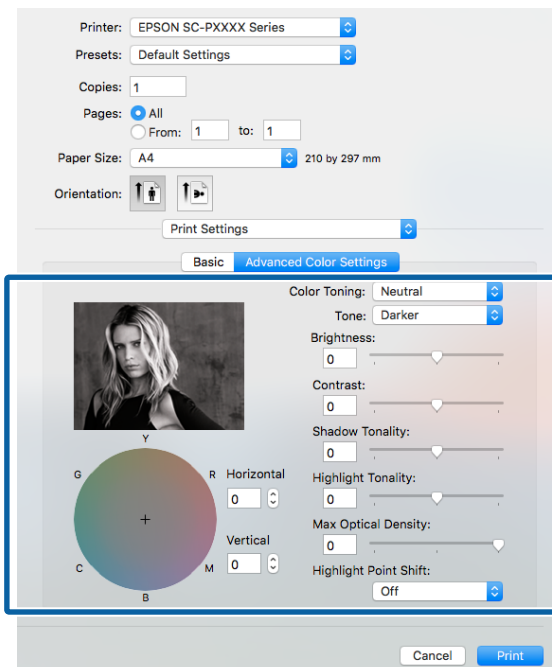 Printer: EPSON SC-PXXXX Series
Presets: Default Settings
Copies: 1
Pages: All
From: 1 to: 1
Paper Size: A4 210 by 297 mm
Orientation:
Print Settings
Basic Advanced Color Settings
Color Toning: Neutral
Tone: Darker
Brightness:
0
Contrast:
0
Shadow Tonality:
0
Highlight Tonality:
0
Max Optical Density:
0
Highlight Point Shift:
Off
Y
G R
C M
B
Horizontal
0
Vertical
0
Cancel Print